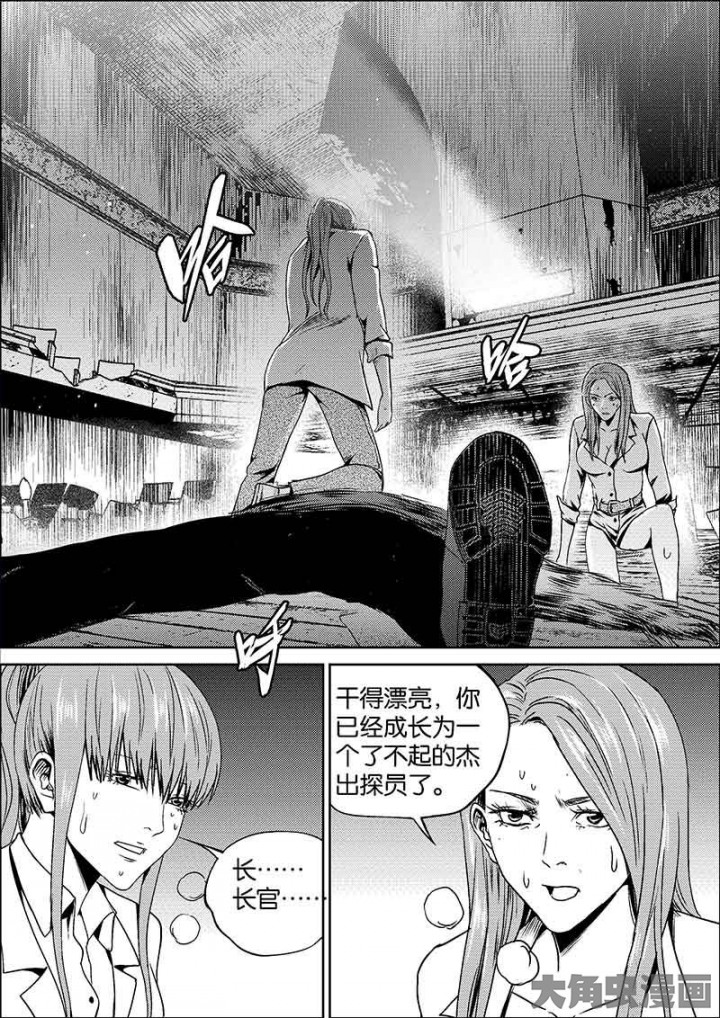 哈
哈
呼
干得漂亮，你
已经成长为一
个了不起的杰
出探员了。
长……
长官……
大角虫漫画